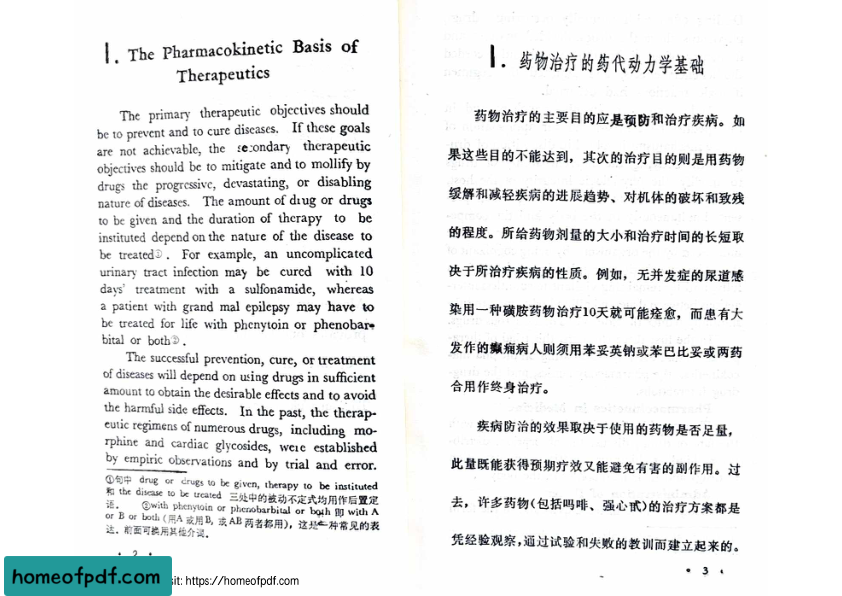 1. The Pharmacokinetic Basis of
Therapeutics
The primary therapeutic objectives should
be to prevent and to cure diseases. If these goals
are not achievable, the secondary therapeutic
objectives should be to mitigate and to mollify by
drugs the progressive, devastating, or disabling
nature of diseases. The amount of drug or drugs
to be given and the duration of therapy to be
instituted depend on the nature of the disease to
be treated①. For example, an uncomplicated
urinary tract infection may be cured with 10
days' treatment with a sulfonamide, whereas
a patient with grand mal epilepsy may have to
be treated for life with phenytoin or phenobar-
bital or both②.
The successful prevention, cure, or treatment
of diseases will depend on using drugs in sufficient
amount to obtain the desirable effects and to avoid
the harmful side effects. In the past, the therap-
eutic regimens of numerous drugs, including mo-
rphine and cardiac glycosides, were established
by empiric observations and by trial and error.
①句中 drug or drugs to be given, therapy to be instituted
和 the disease to be treated 三处中的被动不定式均用作后置定
语。 ②with phenytoin or phenobarbital or both 即 with A
or B or both (用A或用B, 或AB两者都用), 这是一种常见的表
达。前面可换用其他介词。
• 2 •
1. 药物治疗的药代动力学基础
药物治疗的主要目的应是预防和治疗疾病。如
果这些目的不能达到，其次的治疗目的则是用药物
缓解和减轻疾病的进展趋势、对机体的破坏和致残
的程度。所给药物剂量的大小和治疗时间的长短取
决于所治疗疾病的性质。例如，无并发症的尿道感
染用一种磺胺药物治疗10天就可能痊愈，而患有大
发作的癫痫病人则须用苯妥英钠或苯巴比妥或两药
合用作终身治疗。
疾病防治的效果取决于使用的药物是否足量，
此量既能获得预期疗效又能避免有害的副作用。过
去，许多药物(包括吗啡、强心甙)的治疗方案都是
凭经验观察，通过试验和失败的教训而建立起来的。
• 3 •
homeofpdf.com
sit: https://homeofpdf.com